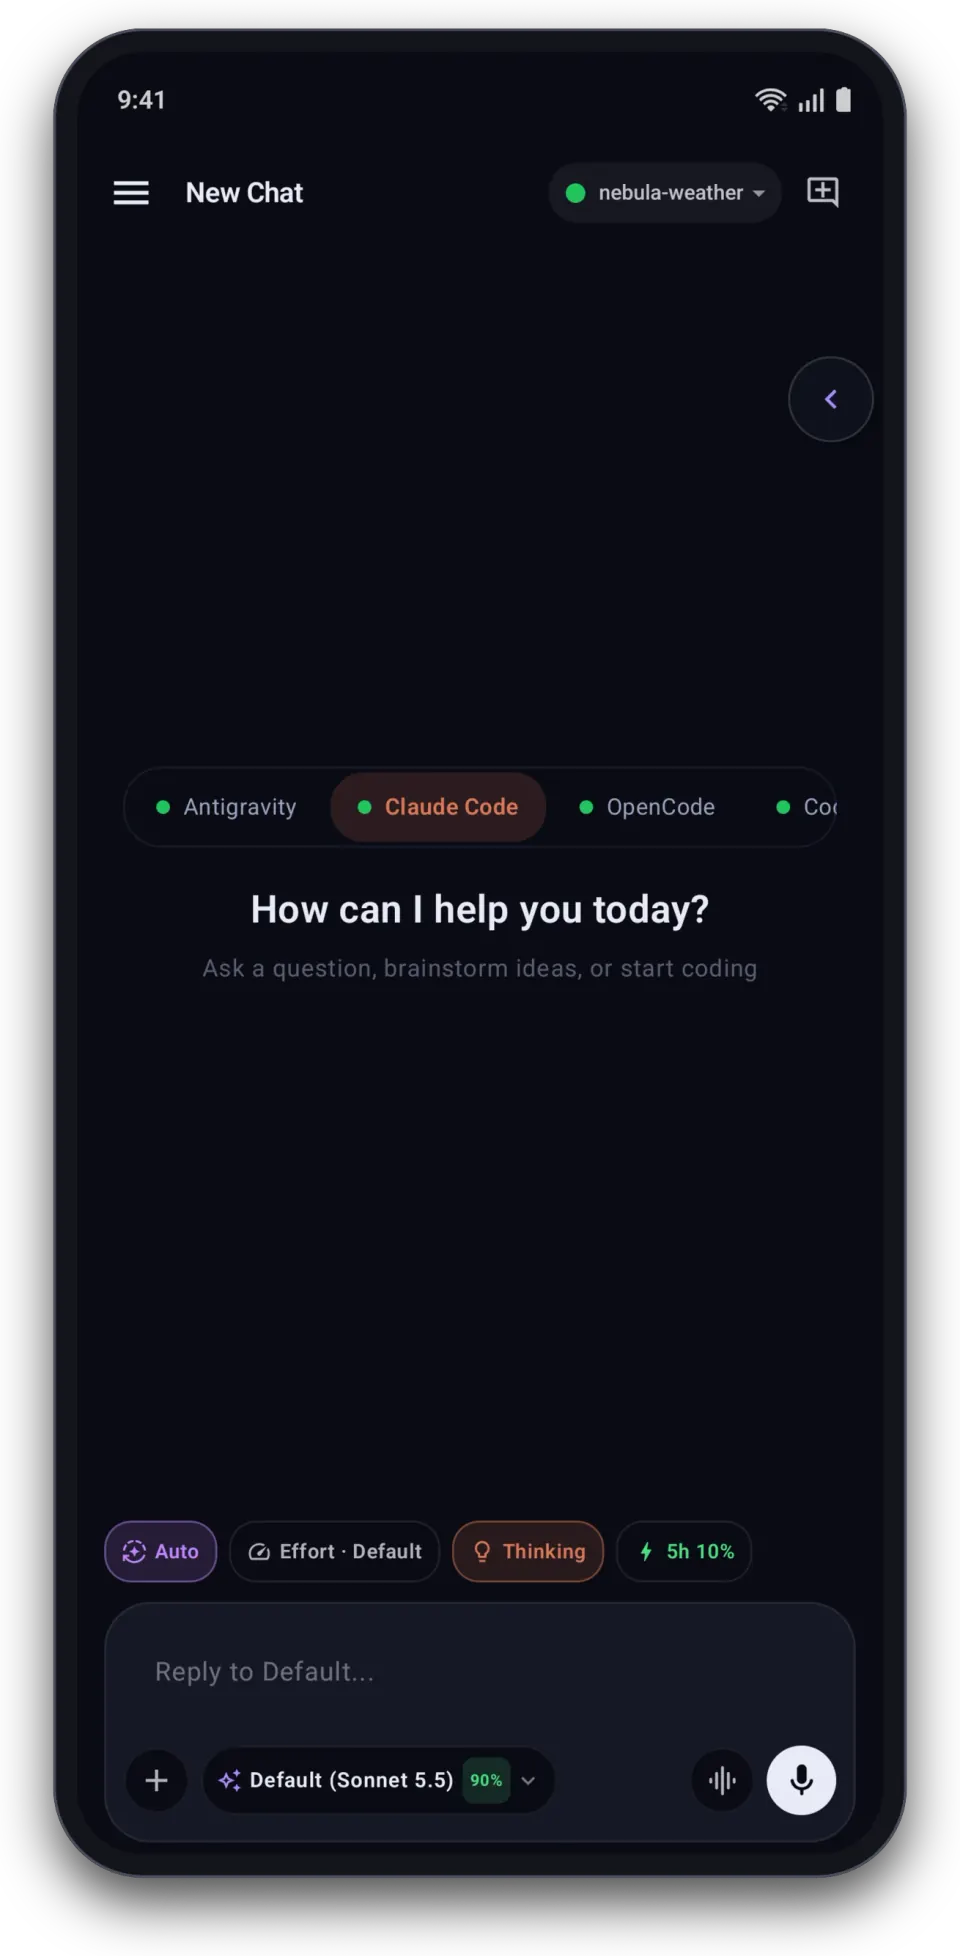 9:41
New Chat
nebula-weather
Antigravity
Claude Code
OpenCode
How can I help you today?
Ask a question, brainstorm ideas, or start coding
Auto
Effort · Default
Thinking
5h 10%
Reply to Default...
Default (Sonnet 5.5)
90%